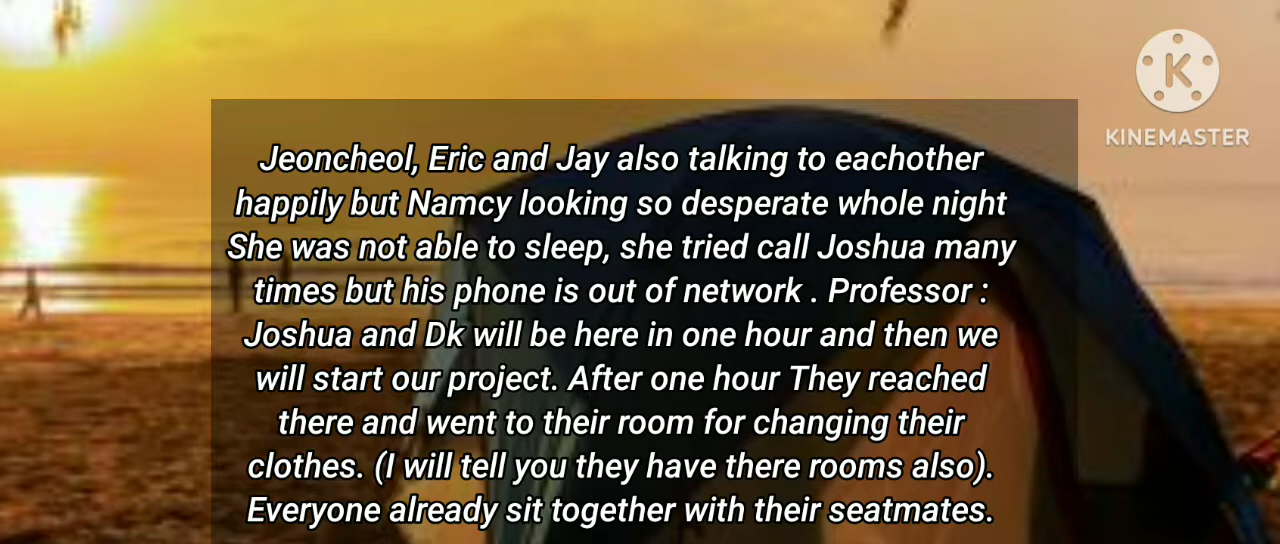 KINEMASTER
Jeoncheol, Eric and Jay also talking to eachother
happily but Namcy looking so desperate whole night
She was not able to sleep, she tried call Joshua many
times but his phone is out of network . Professor :
Joshua and Dk will be here in one hour and then we
will start our project. After one hour They reached
there and went to their room for changing their
clothes. (I will tell you they have there rooms also).
Everyone already sit together with their seatmates.